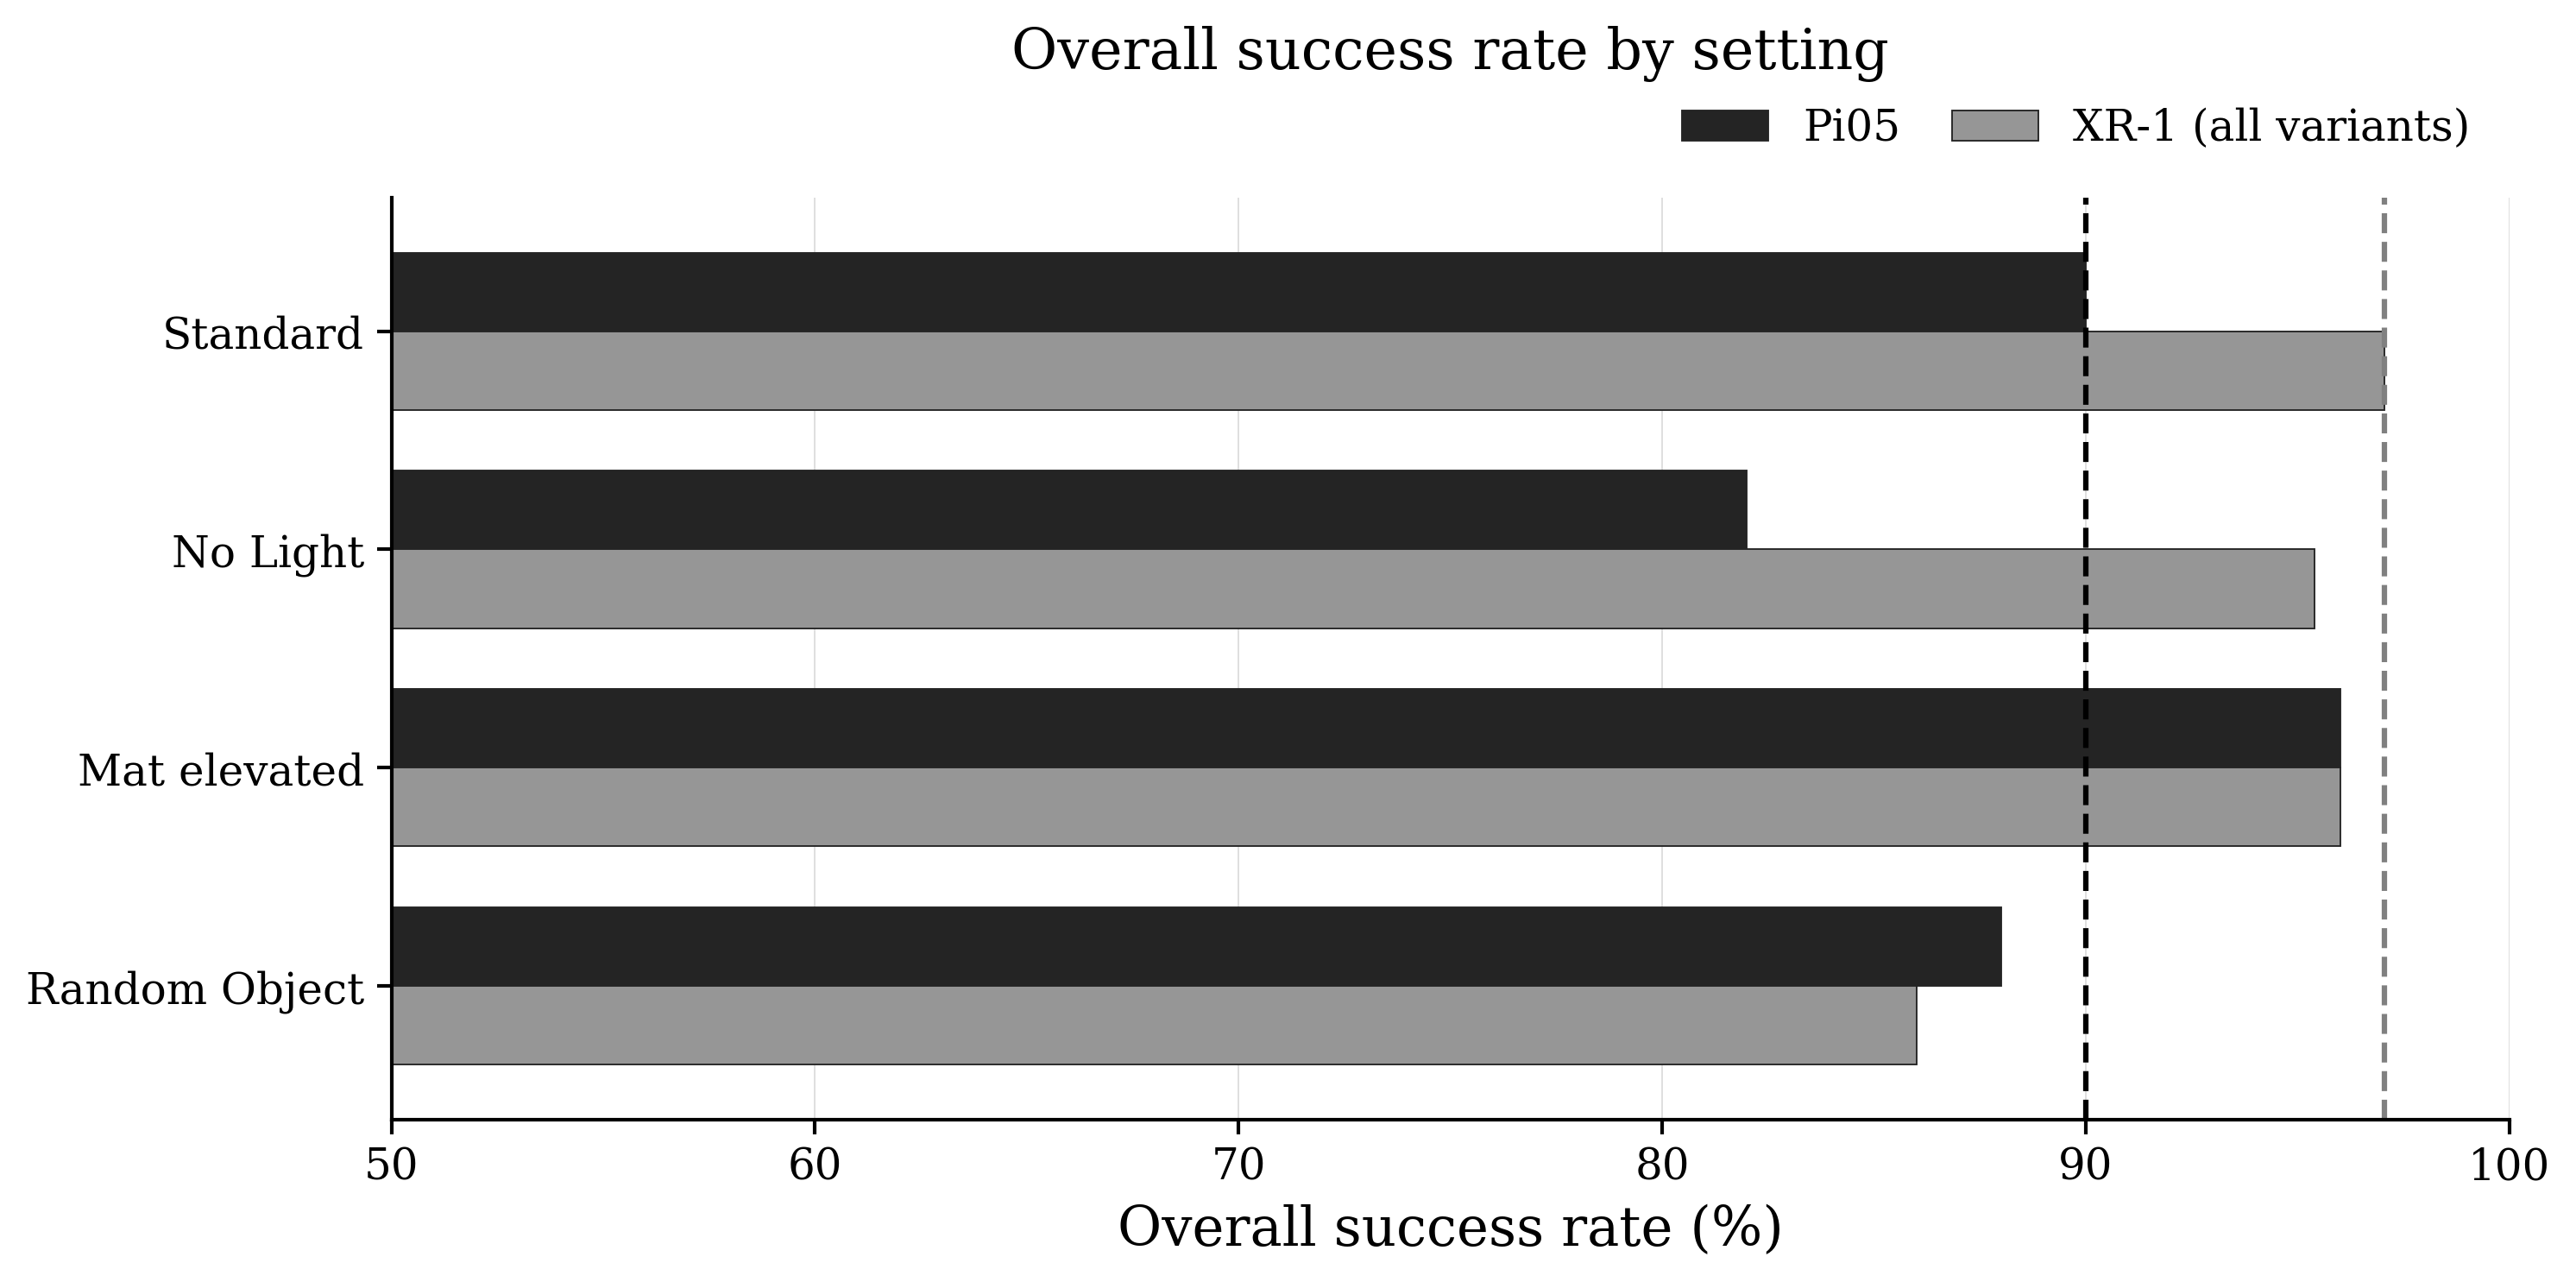 Overall success rate by setting
Pi05 XR-1 (all variants)
Standard
No Light
Mat elevated
Random Object
50 60 70 80 90 100
Overall success rate (%)